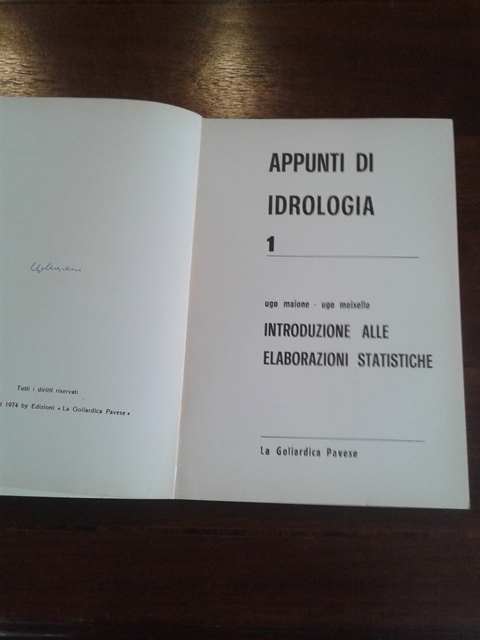 Tutti i diritti riservati
1974 by Edizioni « La Goliardica Pavese »
APPUNTI DI
IDROLOGIA
1
ugo maione - ugo moisello
INTRODUZIONE ALLE
ELABORAZIONI STATISTICHE
La Goliardica Pavese